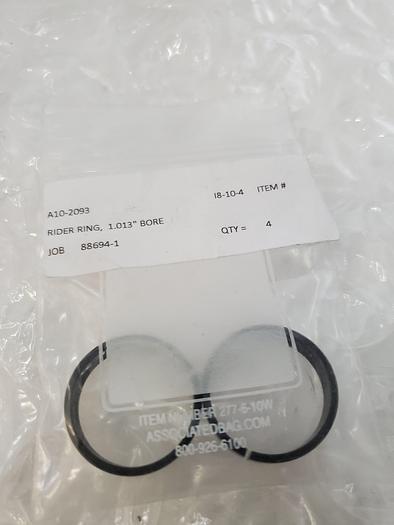 A10-2093 I8-10-4 ITEM #
RIDER RING, 1.013" BORE QTY = 4
JOB 88694-1
ITEM NUMBER 277-5-10W
ASSOCIATEDBAG.COM
800-926-6100